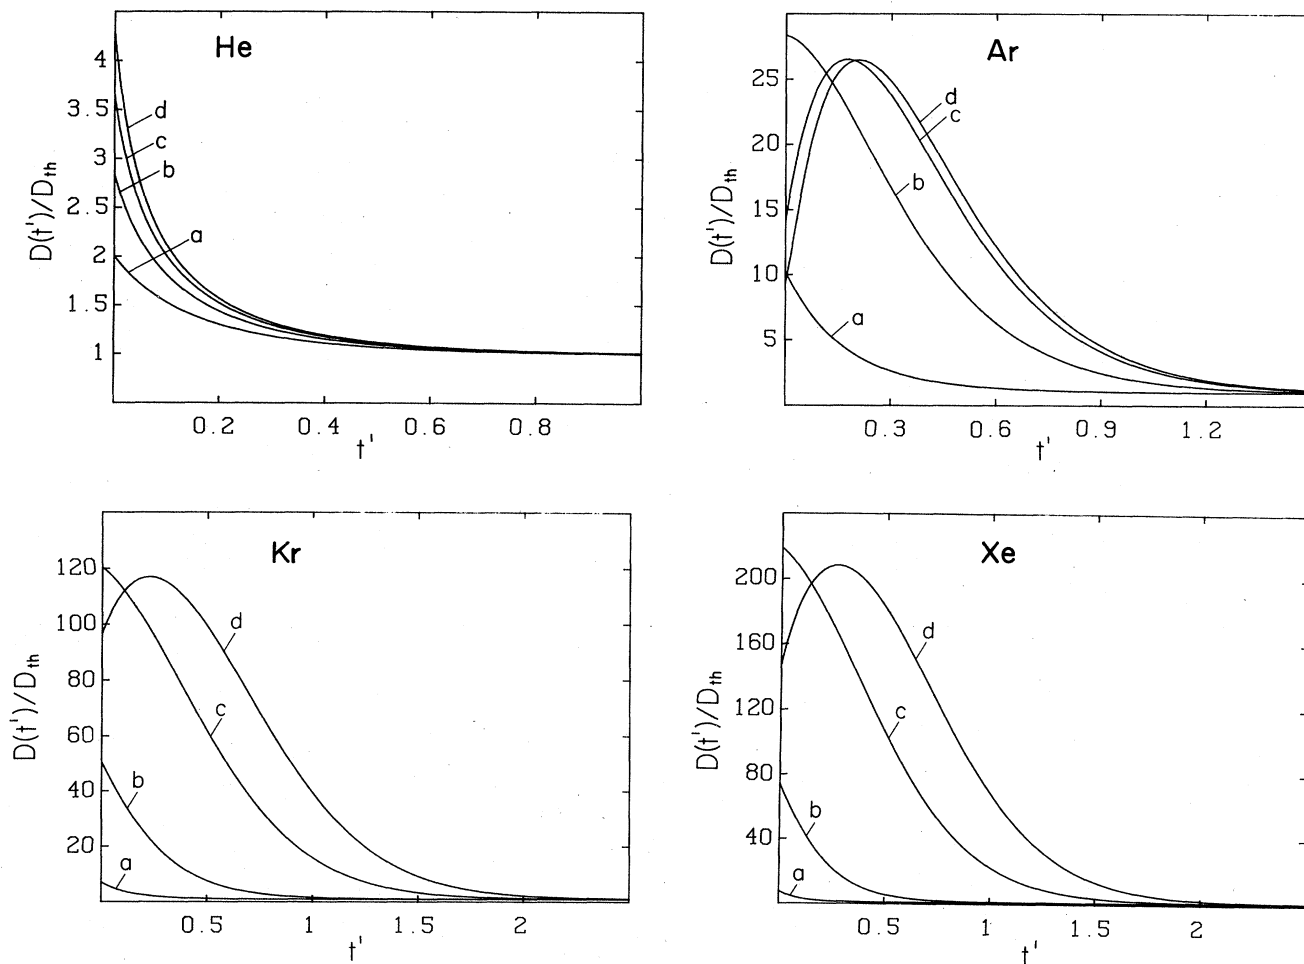 He
4
3.5
3
2.5
2
1.5
1
D(t')/D_th
d
c
b
a
0.2 0.4 0.6 0.8
t'
Ar
25
20
15
10
5
D(t')/D_th
d
c
b
a
0.3 0.6 0.9 1.2
t'
Kr
120
100
80
60
40
20
D(t')/D_th
d
c
b
a
0.5 1 1.5 2
t'
Xe
200
160
120
80
40
D(t')/D_th
d
c
b
a
0.5 1 1.5 2
t'